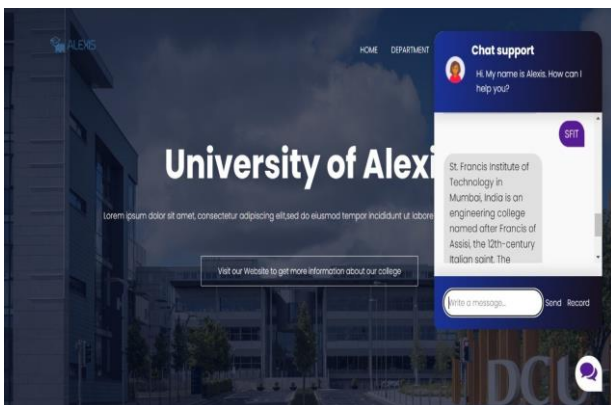 ALEXIS
HOME DEPARTMENT
University of Alexi
Lorem ipsum dolor sit amet, consectetur adipiscing elit,sed do eiusmod tempor incididunt ut labore
Visit our Website to get more information about our college
DCU
Chat support
Hi. My name is Alexis. How can I
help you?
SFIT
St. Francis Institute of
Technology in
Mumbai, India is an
engineering college
named after Francis of
Assisi, the 12th-century
Italian saint. The
Write a message...
Send Record